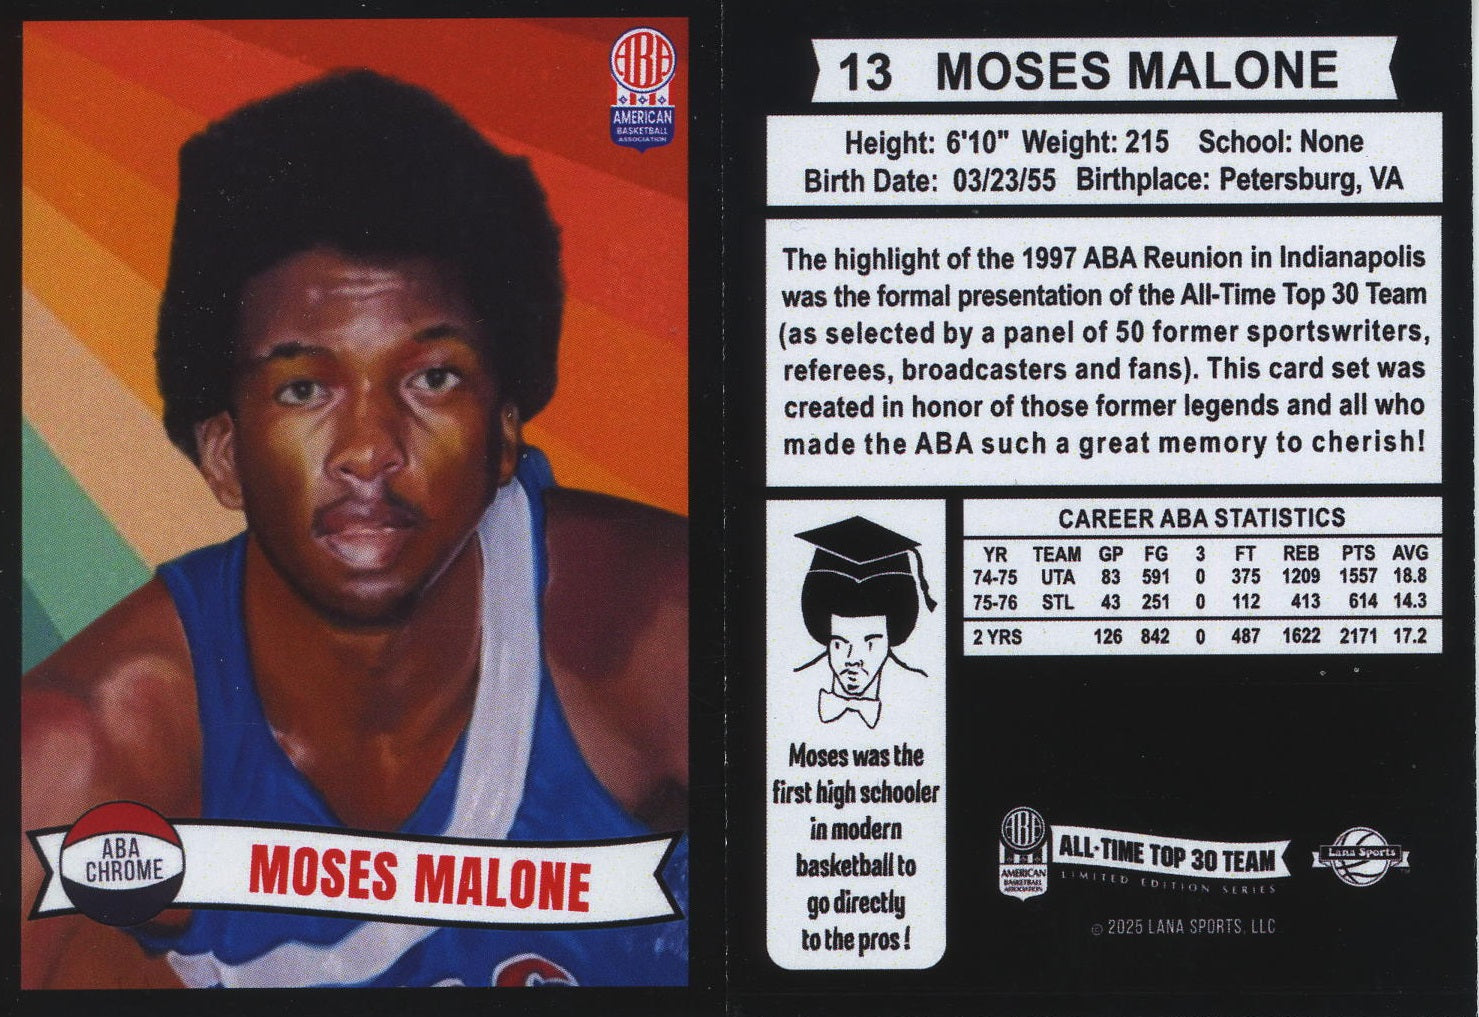 ABA
AMERICAN
BASKETBALL
ASSOCIATION
ABA
CHROME
MOSES MALONE
13 MOSES MALONE
Height: 6'10" Weight: 215 School: None
Birth Date: 03/23/55 Birthplace: Petersburg, VA
The highlight of the 1997 ABA Reunion in Indianapolis
was the formal presentation of the All-Time Top 30 Team
(as selected by a panel of 50 former sportswriters,
referees, broadcasters and fans). This card set was
created in honor of those former legends and all who
made the ABA such a great memory to cherish!
Moses was the
first high schooler
in modern
basketball to
go directly
to the pros!
CAREER ABA STATISTICS
YR TEAM GP FG 3 FT REB PTS AVG
74-75 UTA 83 591 0 375 1209 1557 18.8
75-76 STL 43 251 0 112 413 614 14.3
2 YRS 126 842 0 487 1622 2171 17.2
ABA
AMERICAN
BASKETBALL
ASSOCIATION
ALL-TIME TOP 30 TEAM
LIMITED EDITION SERIES
Lana Sports
TM
© 2025 LANA SPORTS, LLC